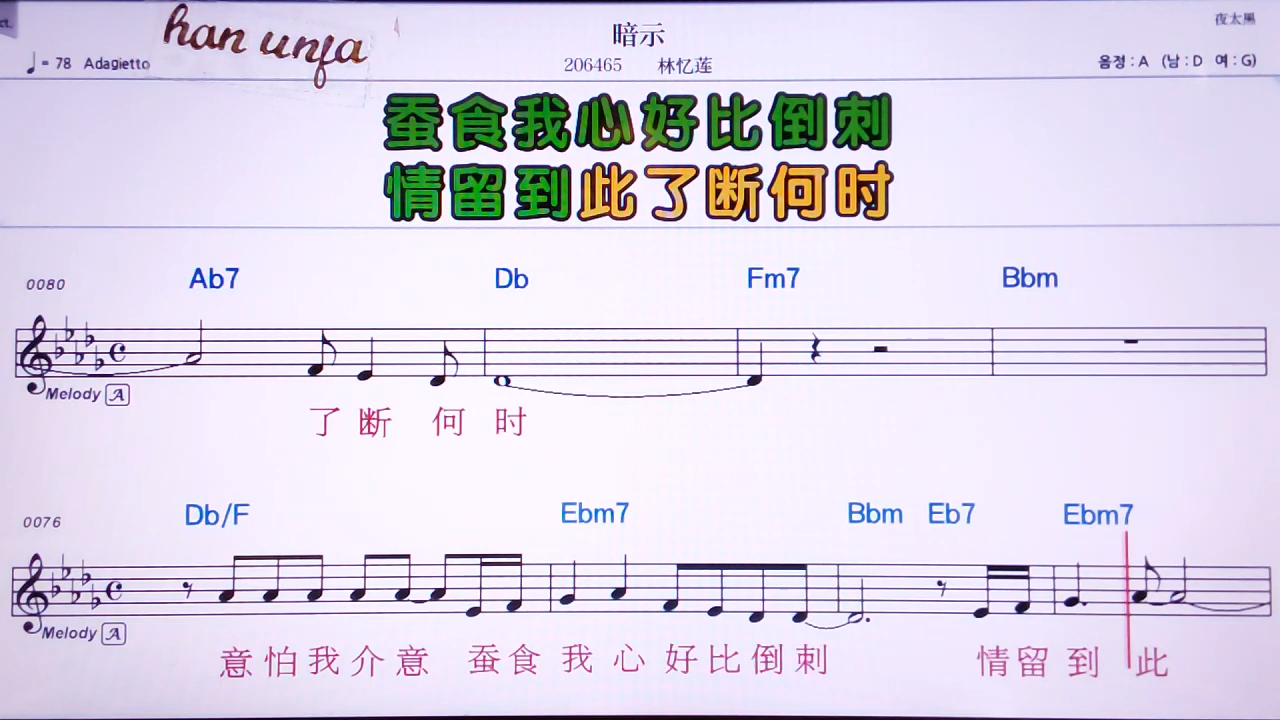 ct.
han unfa
暗示
夜太黑
♩= 78 Adagietto
206465 林忆莲
음정 : A (남 : D 여 : G)
蚕食我心好比倒刺
情留到此了断何时
0080 Ab7 Db Fm7 Bbm
Melody A
了断 何 时
0076 Db/F Ebm7 Bbm Eb7 Ebm7
Melody A
意怕我介意 蚕食我心好比倒刺 情留到此